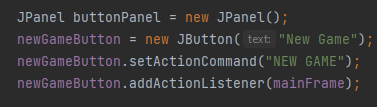 JPanel buttonPanel = new JPanel();
newGameButton = new JButton( text: "New Game");
newGameButton.setActionCommand("NEW GAME");
newGameButton.addActionListener(mainFrame);